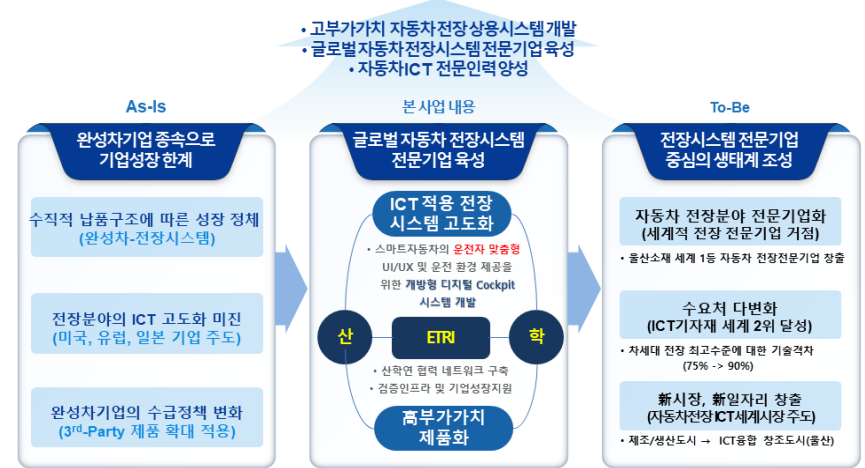 • 고부가가치 자동차 전장 상용시스템 개발
• 글로벌 자동차 전장시스템 전문기업 육성
• 자동차ICT 전문인력 양성
As-Is
완성차기업 종속으로
기업성장 한계
수직적 납품구조에 따른 성장 정체
(완성차-전장시스템)
전장분야의 ICT 고도화 미진
(미국, 유럽, 일본 기업 주도)
완성차기업의 수급정책 변화
(3rd-Party 제품 확대 적용)
본 사업 내용
글로벌 자동차 전장시스템
전문기업 육성
ICT 적용 전장
시스템 고도화
• 스마트자동차의 운전자 맞춤형
UI/UX 및 운전 환경 제공을
위한 개방형 디지털 Cockpit
시스템 개발
산
ETRI
학
• 산학연 협력 네트워크 구축
• 검증인프라 및 기업성장지원
高부가가치
제품화
To-Be
전장시스템 전문기업
중심의 생태계 조성
자동차 전장분야 전문기업화
(세계적 전장 전문기업 거점)
• 울산소재 세계 1등 자동차 전장전문기업 창출
수요처 다변화
(ICT기자재 세계 2위 달성)
• 차세대 전장 최고수준에 대한 기술격차
(75% -> 90%)
新시장, 新일자리 창출
(자동차전장ICT세계시장 주도)
• 제조/생산도시 → ICT융합 창조도시(울산)